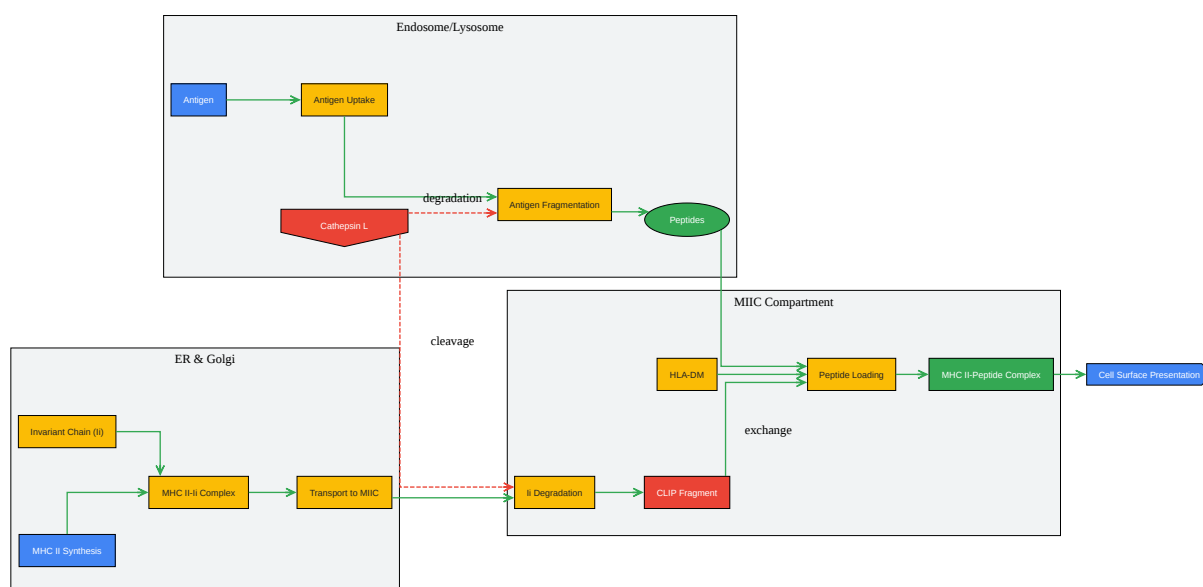 Endosome/Lysosome
Antigen
Antigen Uptake
degradation
Antigen Fragmentation
Cathepsin L
Peptides
MIIC Compartment
cleavage
ER & Golgi
HLA-DM
Peptide Loading
MHC II-Peptide Complex
Cell Surface Presentation
Invariant Chain (Ii)
exchange
MHC II-Ii Complex
Transport to MIIC
Ii Degradation
CLIP Fragment
MHC II Synthesis